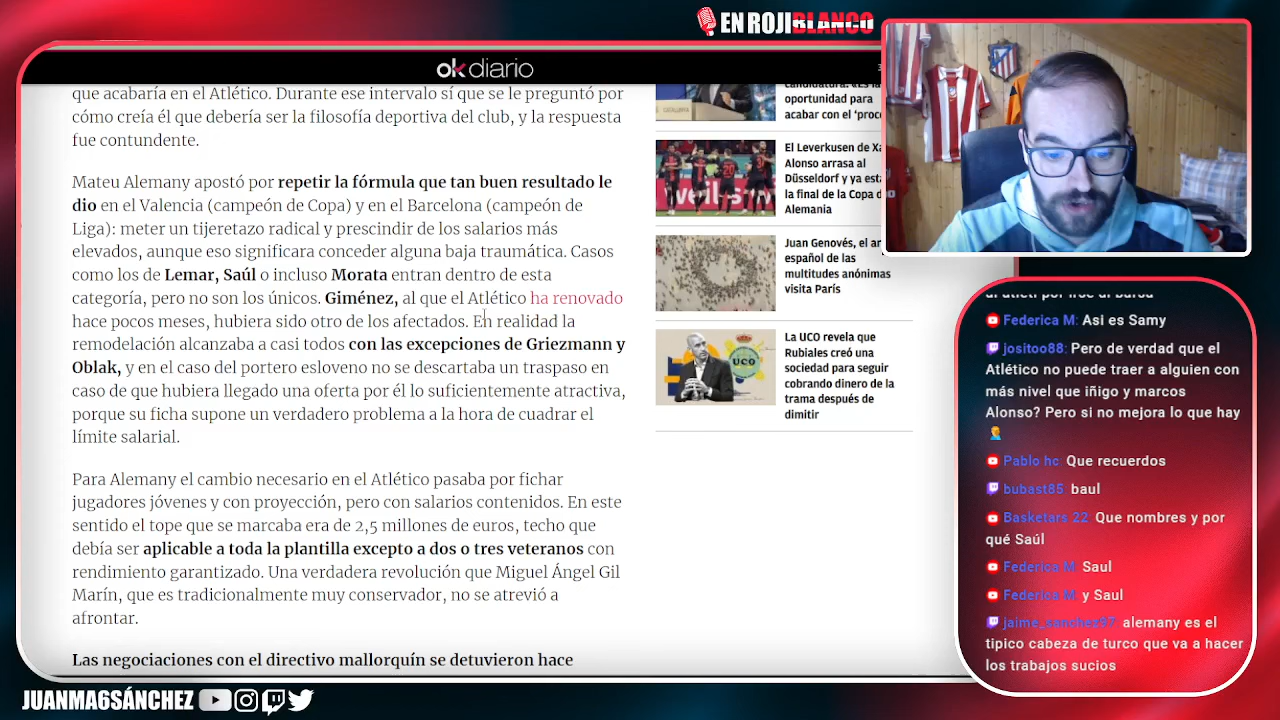 EN ROJIBLANCO
okdiario
que acabaría en el Atlético. Durante ese intervalo sí que se le preguntó por
cómo creía él que debería ser la filosofía deportiva del club, y la respuesta
fue contundente.
Mateu Alemany apostó por repetir la fórmula que tan buen resultado le
dio en el Valencia (campeón de Copa) y en el Barcelona (campeón de
Liga): meter un tijeretazo radical y prescindir de los salarios más
elevados, aunque eso significara conceder alguna baja traumática. Casos
como los de Lemar, Saúl o incluso Morata entran dentro de esta
categoría, pero no son los únicos. Giménez, al que el Atlético ha renovado
hace pocos meses, hubiera sido otro de los afectados. En realidad la
remodelación alcanzaba a casi todos con las excepciones de Griezmann y
Oblak, y en el caso del portero esloveno no se descartaba un traspaso en
caso de que hubiera llegado una oferta por él lo suficientemente atractiva,
porque su ficha supone un verdadero problema a la hora de cuadrar el
límite salarial.
Para Alemany el cambio necesario en el Atlético pasaba por fichar
jugadores jóvenes y con proyección, pero con salarios contenidos. En este
sentido el tope que se marcaba era de 2,5 millones de euros, techo que
debía ser aplicable a toda la plantilla excepto a dos o tres veteranos con
rendimiento garantizado. Una verdadera revolución que Miguel Ángel Gil
Marín, que es tradicionalmente muy conservador, no se atrevió a
afrontar.
Las negociaciones con el directivo mallorquín se detuvieron hace
oportunidad para
acabar con el 'proc
El Leverkusen de Xa
Alonso arrasa al
Düsseldorf y ya est
la final de la Copa d
Alemania
Juan Genovés, el ar
español de las
multitudes anónimas
visita París
La UCO revela que
Rubiales creó una
sociedad para seguir
cobrando dinero de la
trama después de
dimitir
Federica M: Asi es Samy
jositoo88: Pero de verdad que el
Atlético no puede traer a alguien con
más nivel que iñigo y marcos
Alonso? Pero si no mejora lo que hay
Pablo hc: Que recuerdos
bubast85: baul
Basketars 22: Que nombres y por
qué Saúl
Federica M: Saul
Federica M: y Saul
jaime_sanchez97: alemany es el
tipico cabeza de turco que va a hacer
los trabajos sucios
JUANMA6SÁNCHEZ